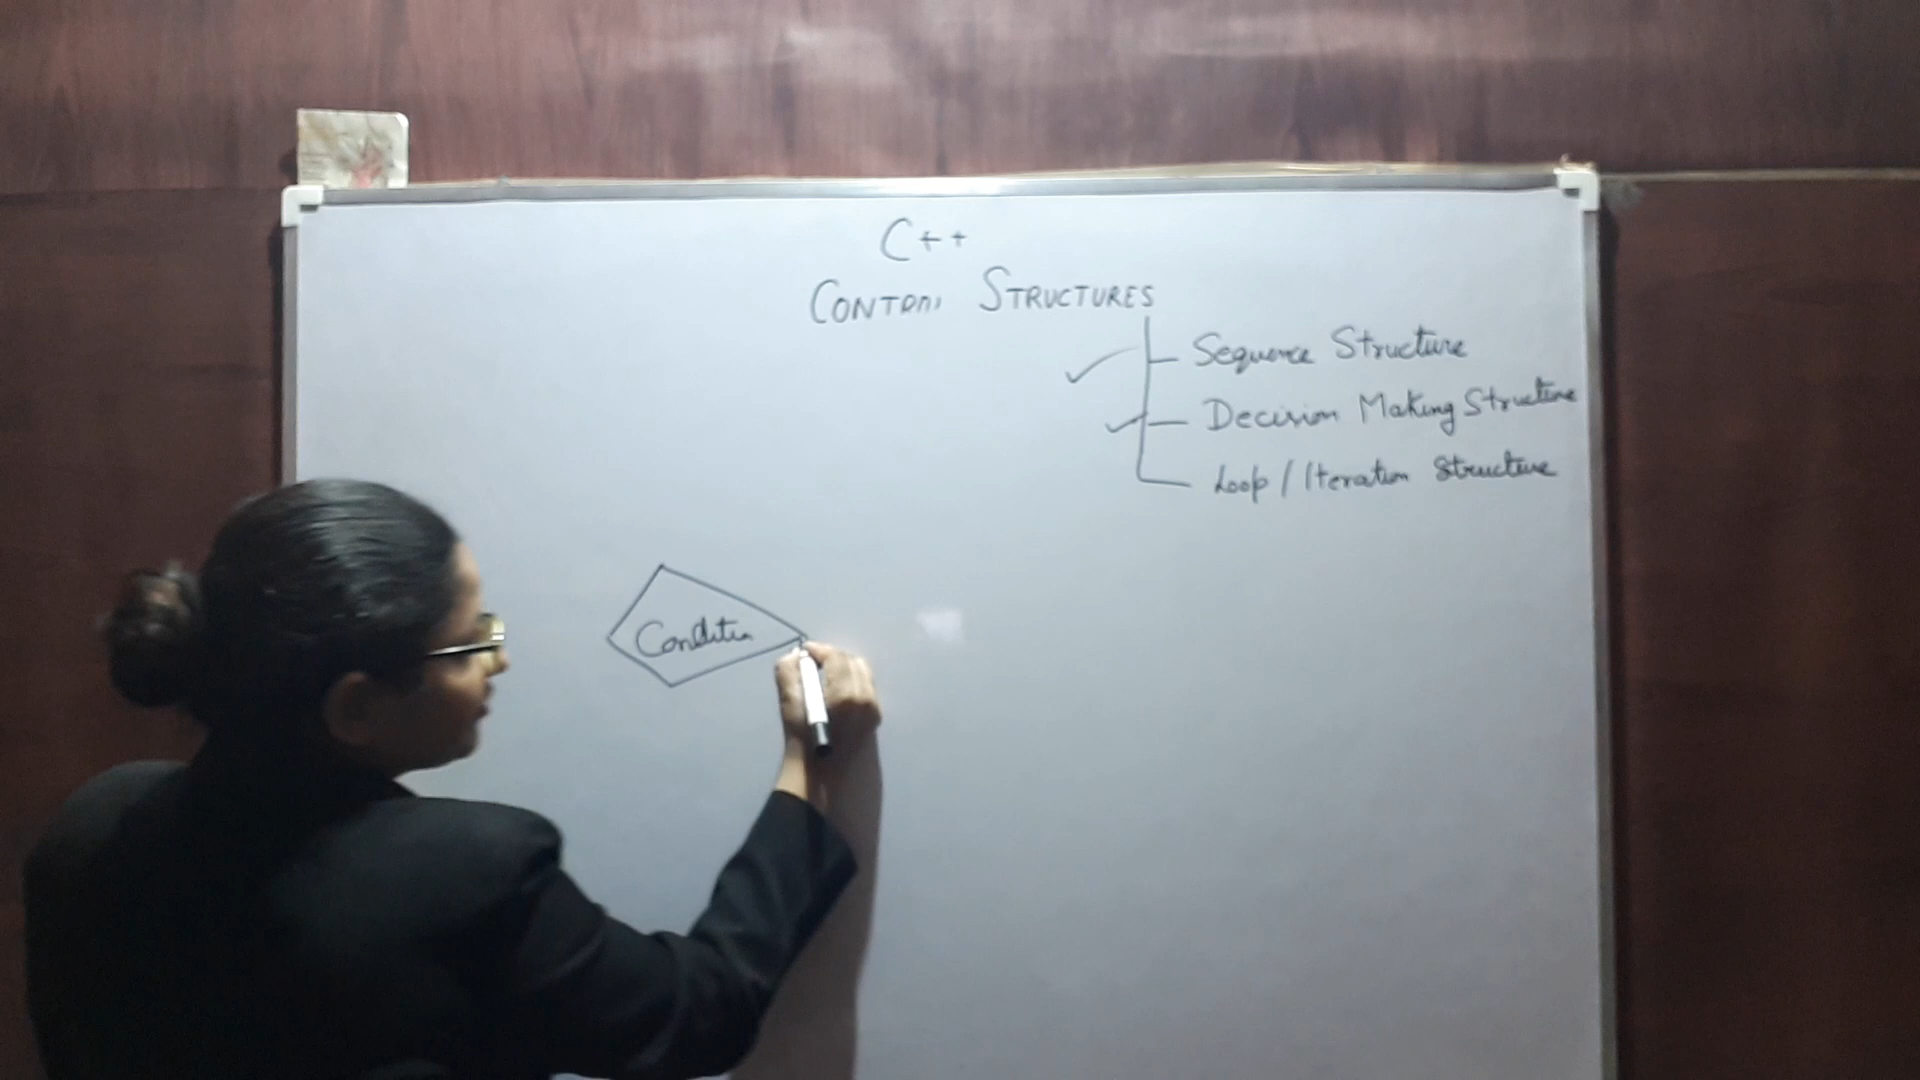 C++
CONTROL STRUCTURES
Sequence Structure
Decision Making Structure
Loop / Iteration Structure
Condition